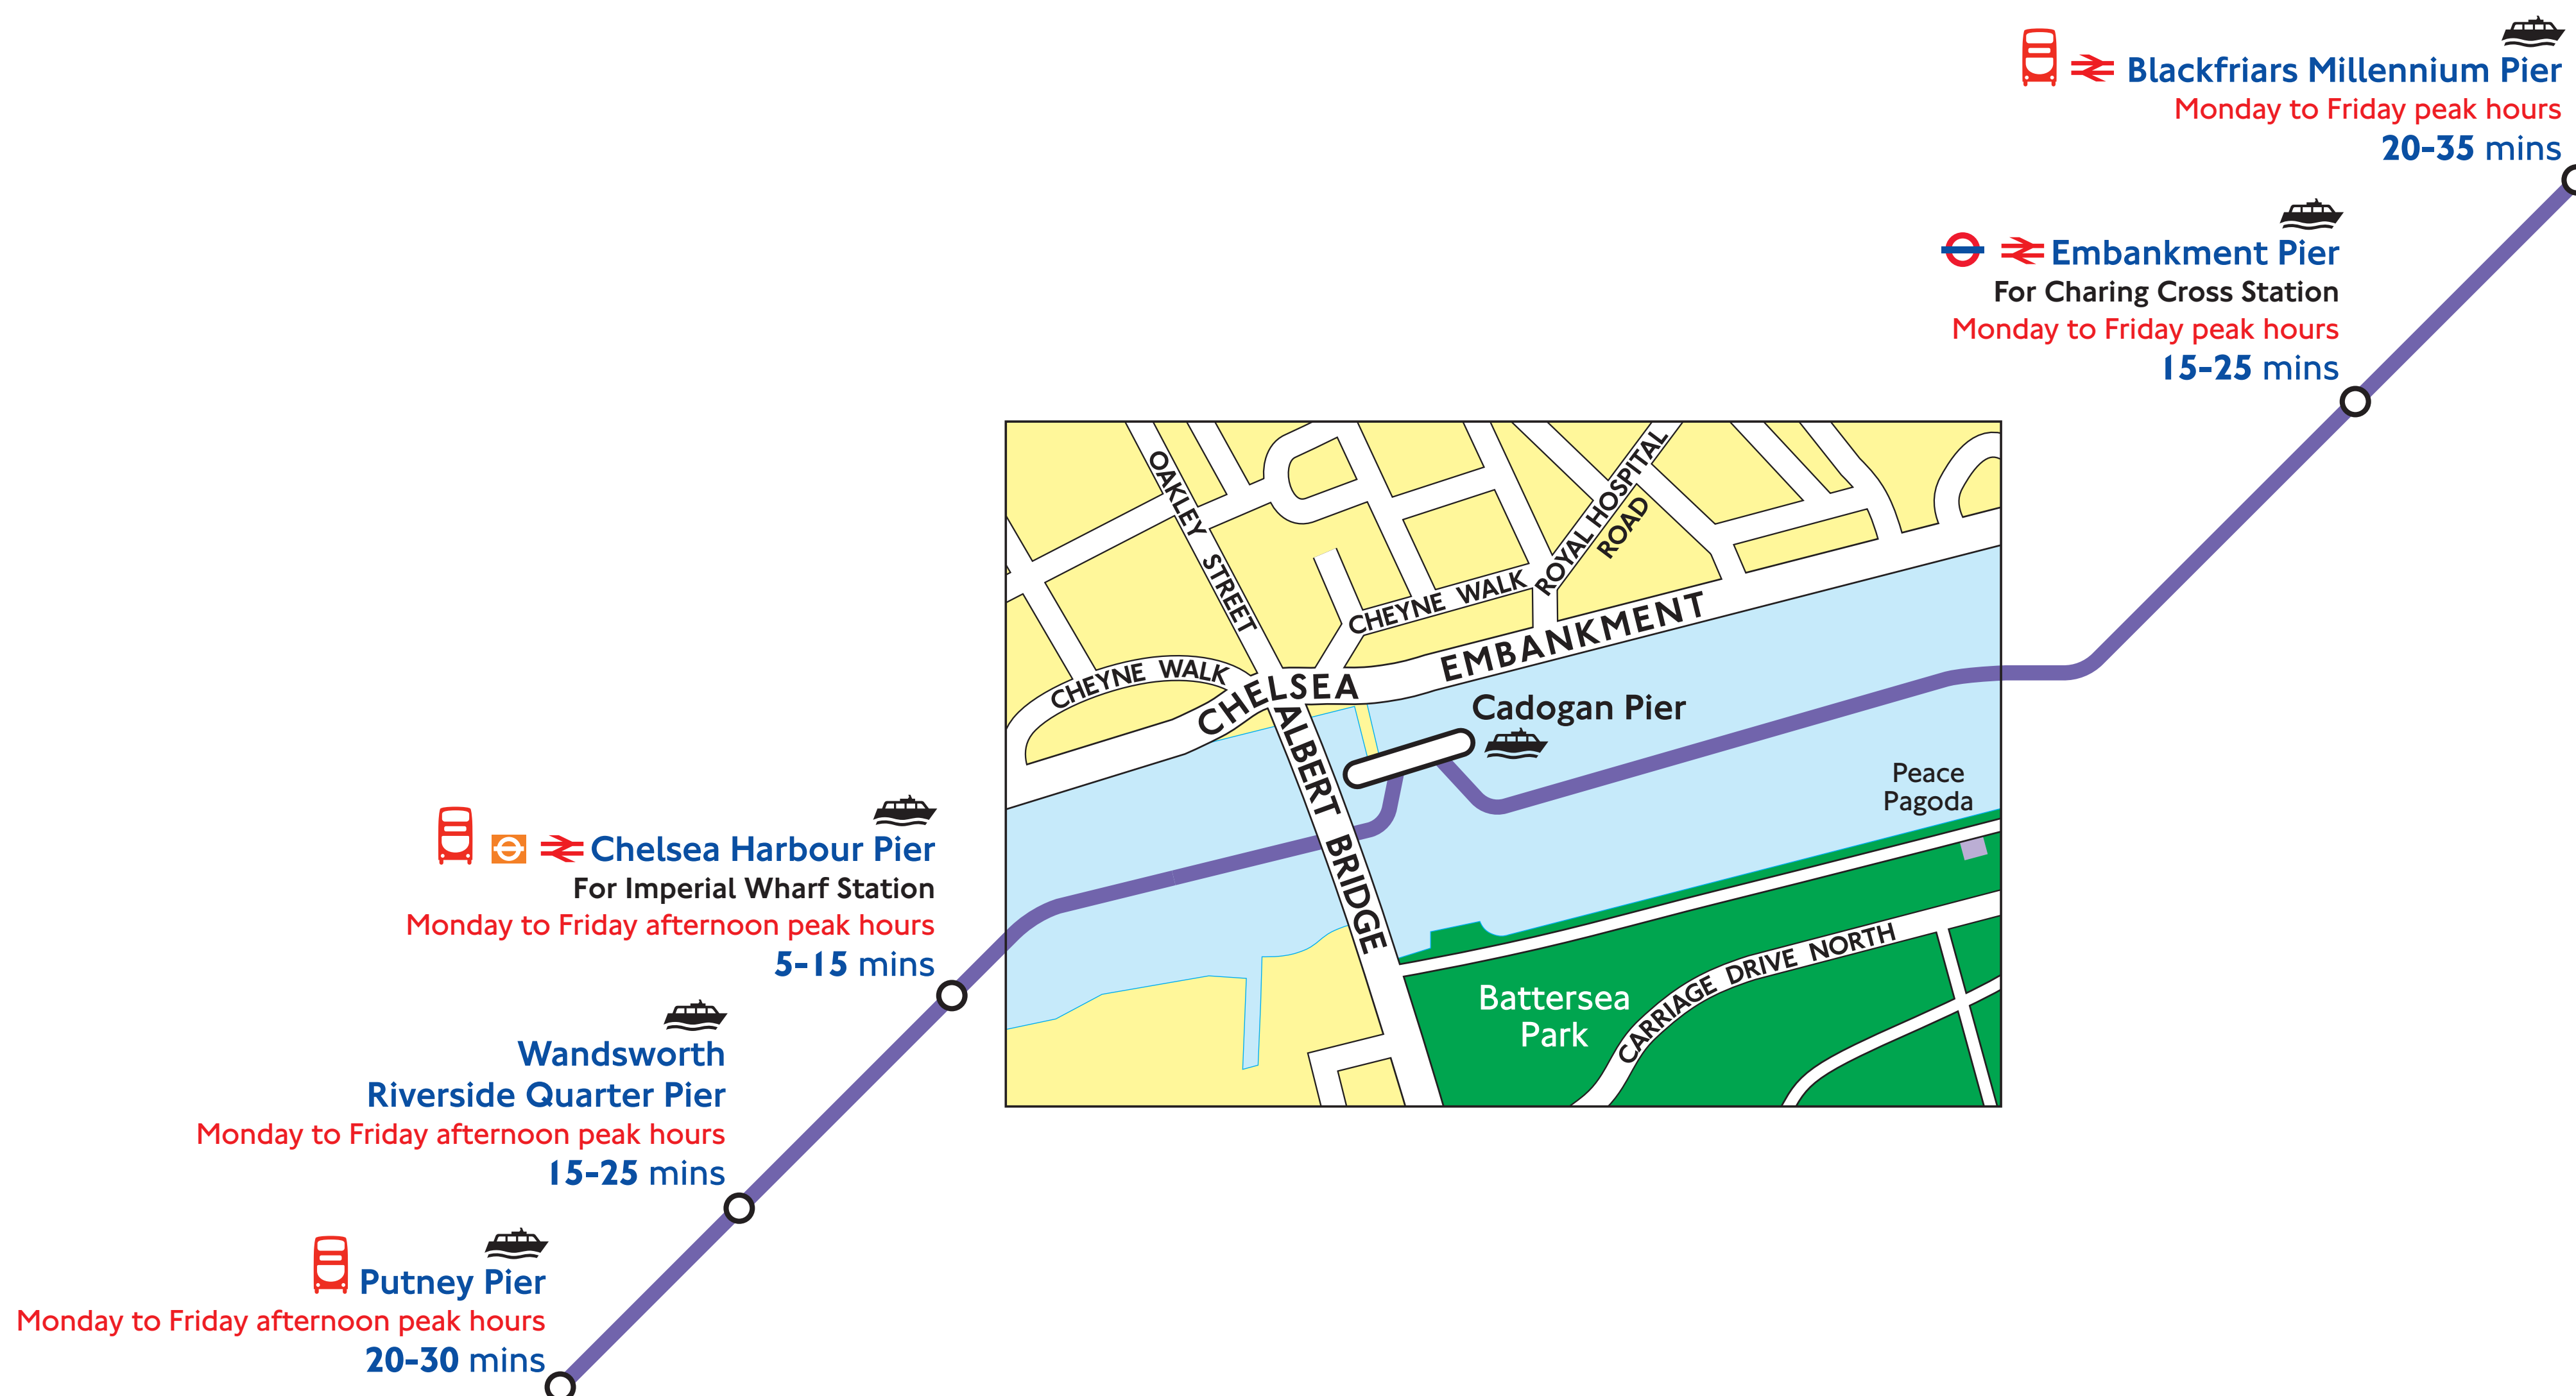 Blackfriars Millennium Pier
Monday to Friday peak hours
20-35 mins
Embankment Pier
For Charing Cross Station
Monday to Friday peak hours
15-25 mins
OAKLEY STREET
ROYAL HOSPITAL
ROAD
CHEYNE WALK
CHEYNE WALK
CHELSEA EMBANKMENT
ALBERT BRIDGE
Cadogan Pier
Peace
Pagoda
CARRIAGE DRIVE NORTH
Battersea
Park
Chelsea Harbour Pier
For Imperial Wharf Station
Monday to Friday afternoon peak hours
5-15 mins
Wandsworth
Riverside Quarter Pier
Monday to Friday afternoon peak hours
15-25 mins
Putney Pier
Monday to Friday afternoon peak hours
20-30 mins